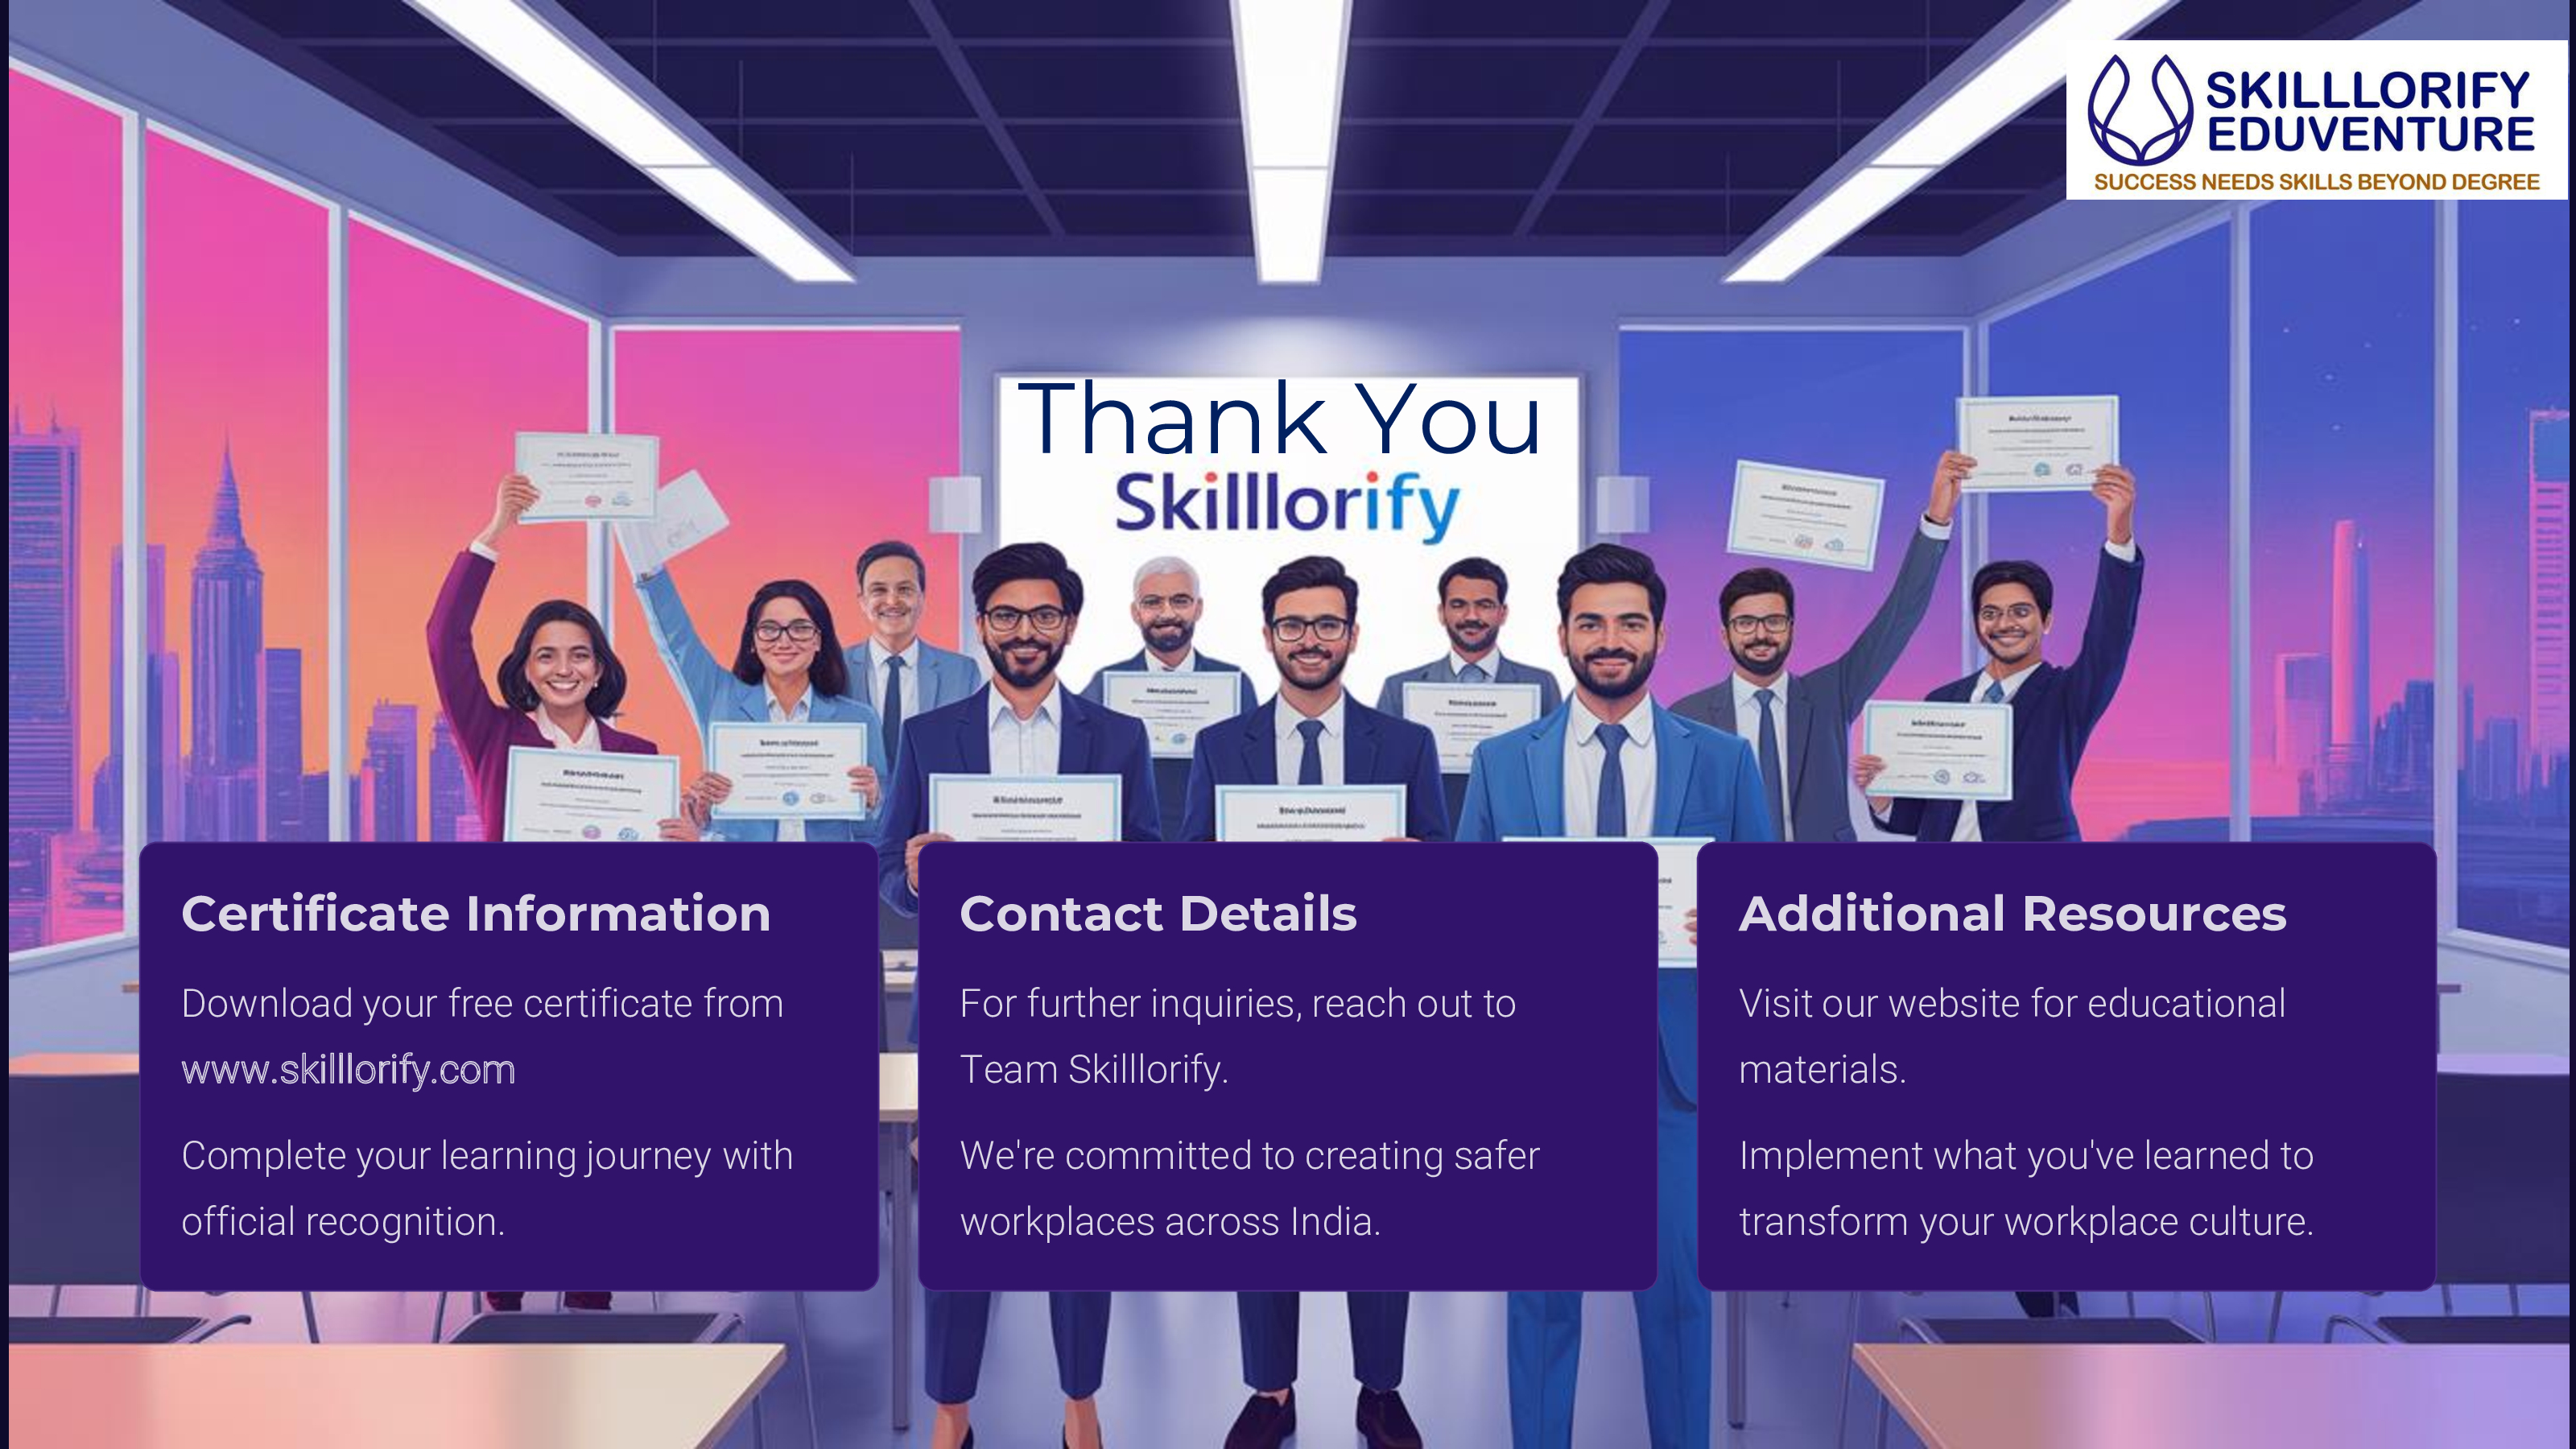 SKILLLORIFY
EDUVENTURE
SUCCESS NEEDS SKILLS BEYOND DEGREE
Thank You
Skilllorify
Certificate Information
Download your free certificate from
www.skilllorify.com
Complete your learning journey with
official recognition.
Contact Details
For further inquiries, reach out to
Team Skilllorify.
We're committed to creating safer
workplaces across India.
Additional Resources
Visit our website for educational
materials.
Implement what you've learned to
transform your workplace culture.